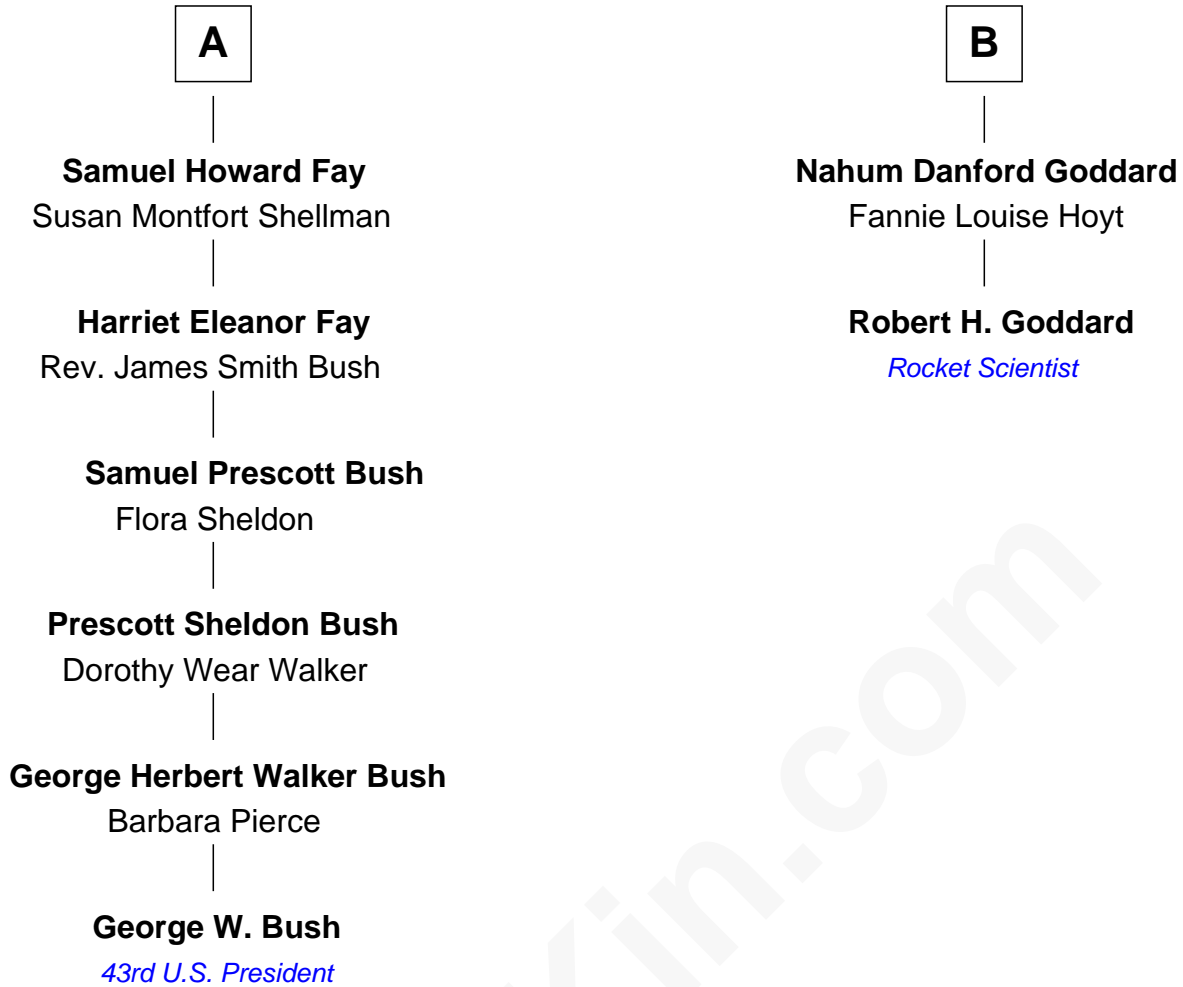 A
Samuel Howard Fay
Susan Montfort Shellman
Harriet Eleanor Fay
Rev. James Smith Bush
Samuel Prescott Bush
Flora Sheldon
Prescott Sheldon Bush
Dorothy Wear Walker
George Herbert Walker Bush
Barbara Pierce
George W. Bush
43rd U.S. President
B
Nahum Danford Goddard
Fannie Louise Hoyt
Robert H. Goddard
Rocket Scientist
Kin.com